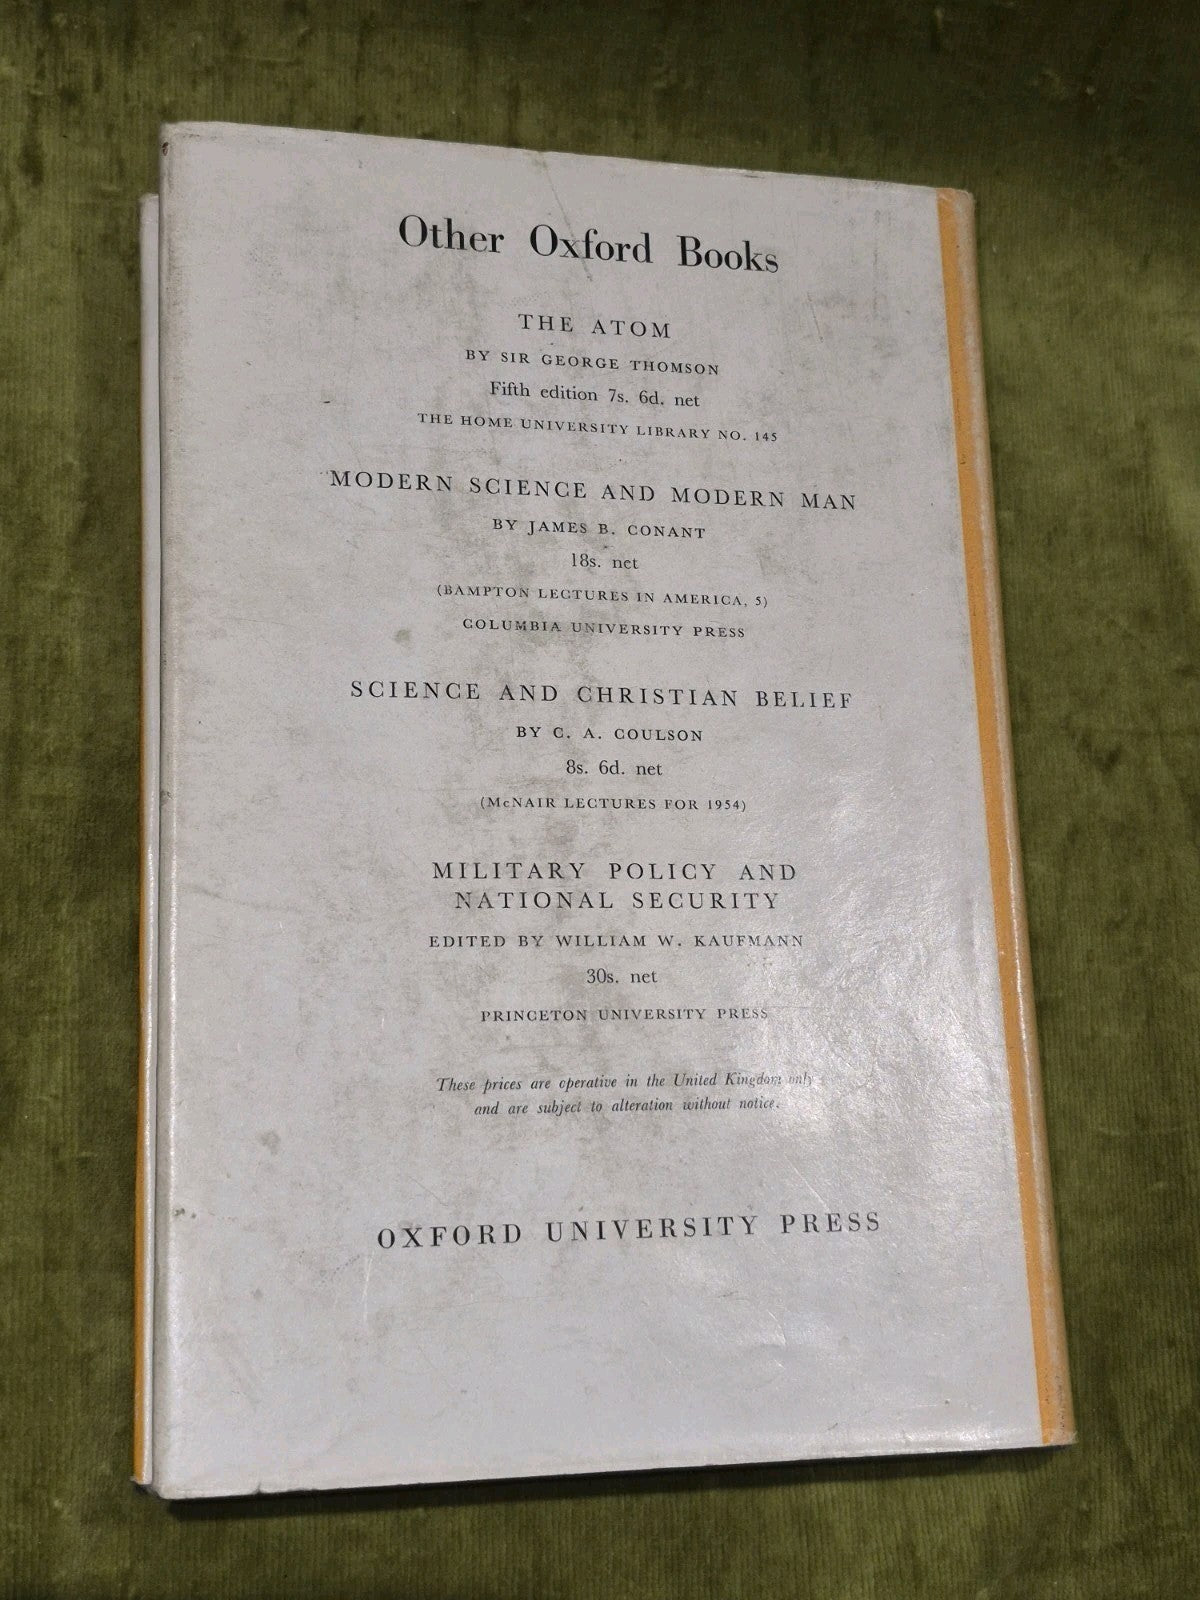 Other Oxford Books
THE ATOM
BY SIR GEORGE THOMSON
Fifth edition 7s. 6d. net
THE HOME UNIVERSITY LIBRARY NO. 145
MODERN SCIENCE AND MODERN MAN
BY JAMES B. CONANT
18s. net
(BAMPTON LECTURES IN AMERICA, 5)
COLUMBIA UNIVERSITY PRESS
SCIENCE AND CHRISTIAN BELIEF
BY C. A. COULSON
8s. 6d. net
(McNAIR LECTURES FOR 1954)
MILITARY POLICY AND
NATIONAL SECURITY
EDITED BY WILLIAM W. KAUFMANN
30s. net
PRINCETON UNIVERSITY PRESS
These prices are operative in the United Kingdom only
and are subject to alteration without notice.
OXFORD UNIVERSITY PRESS